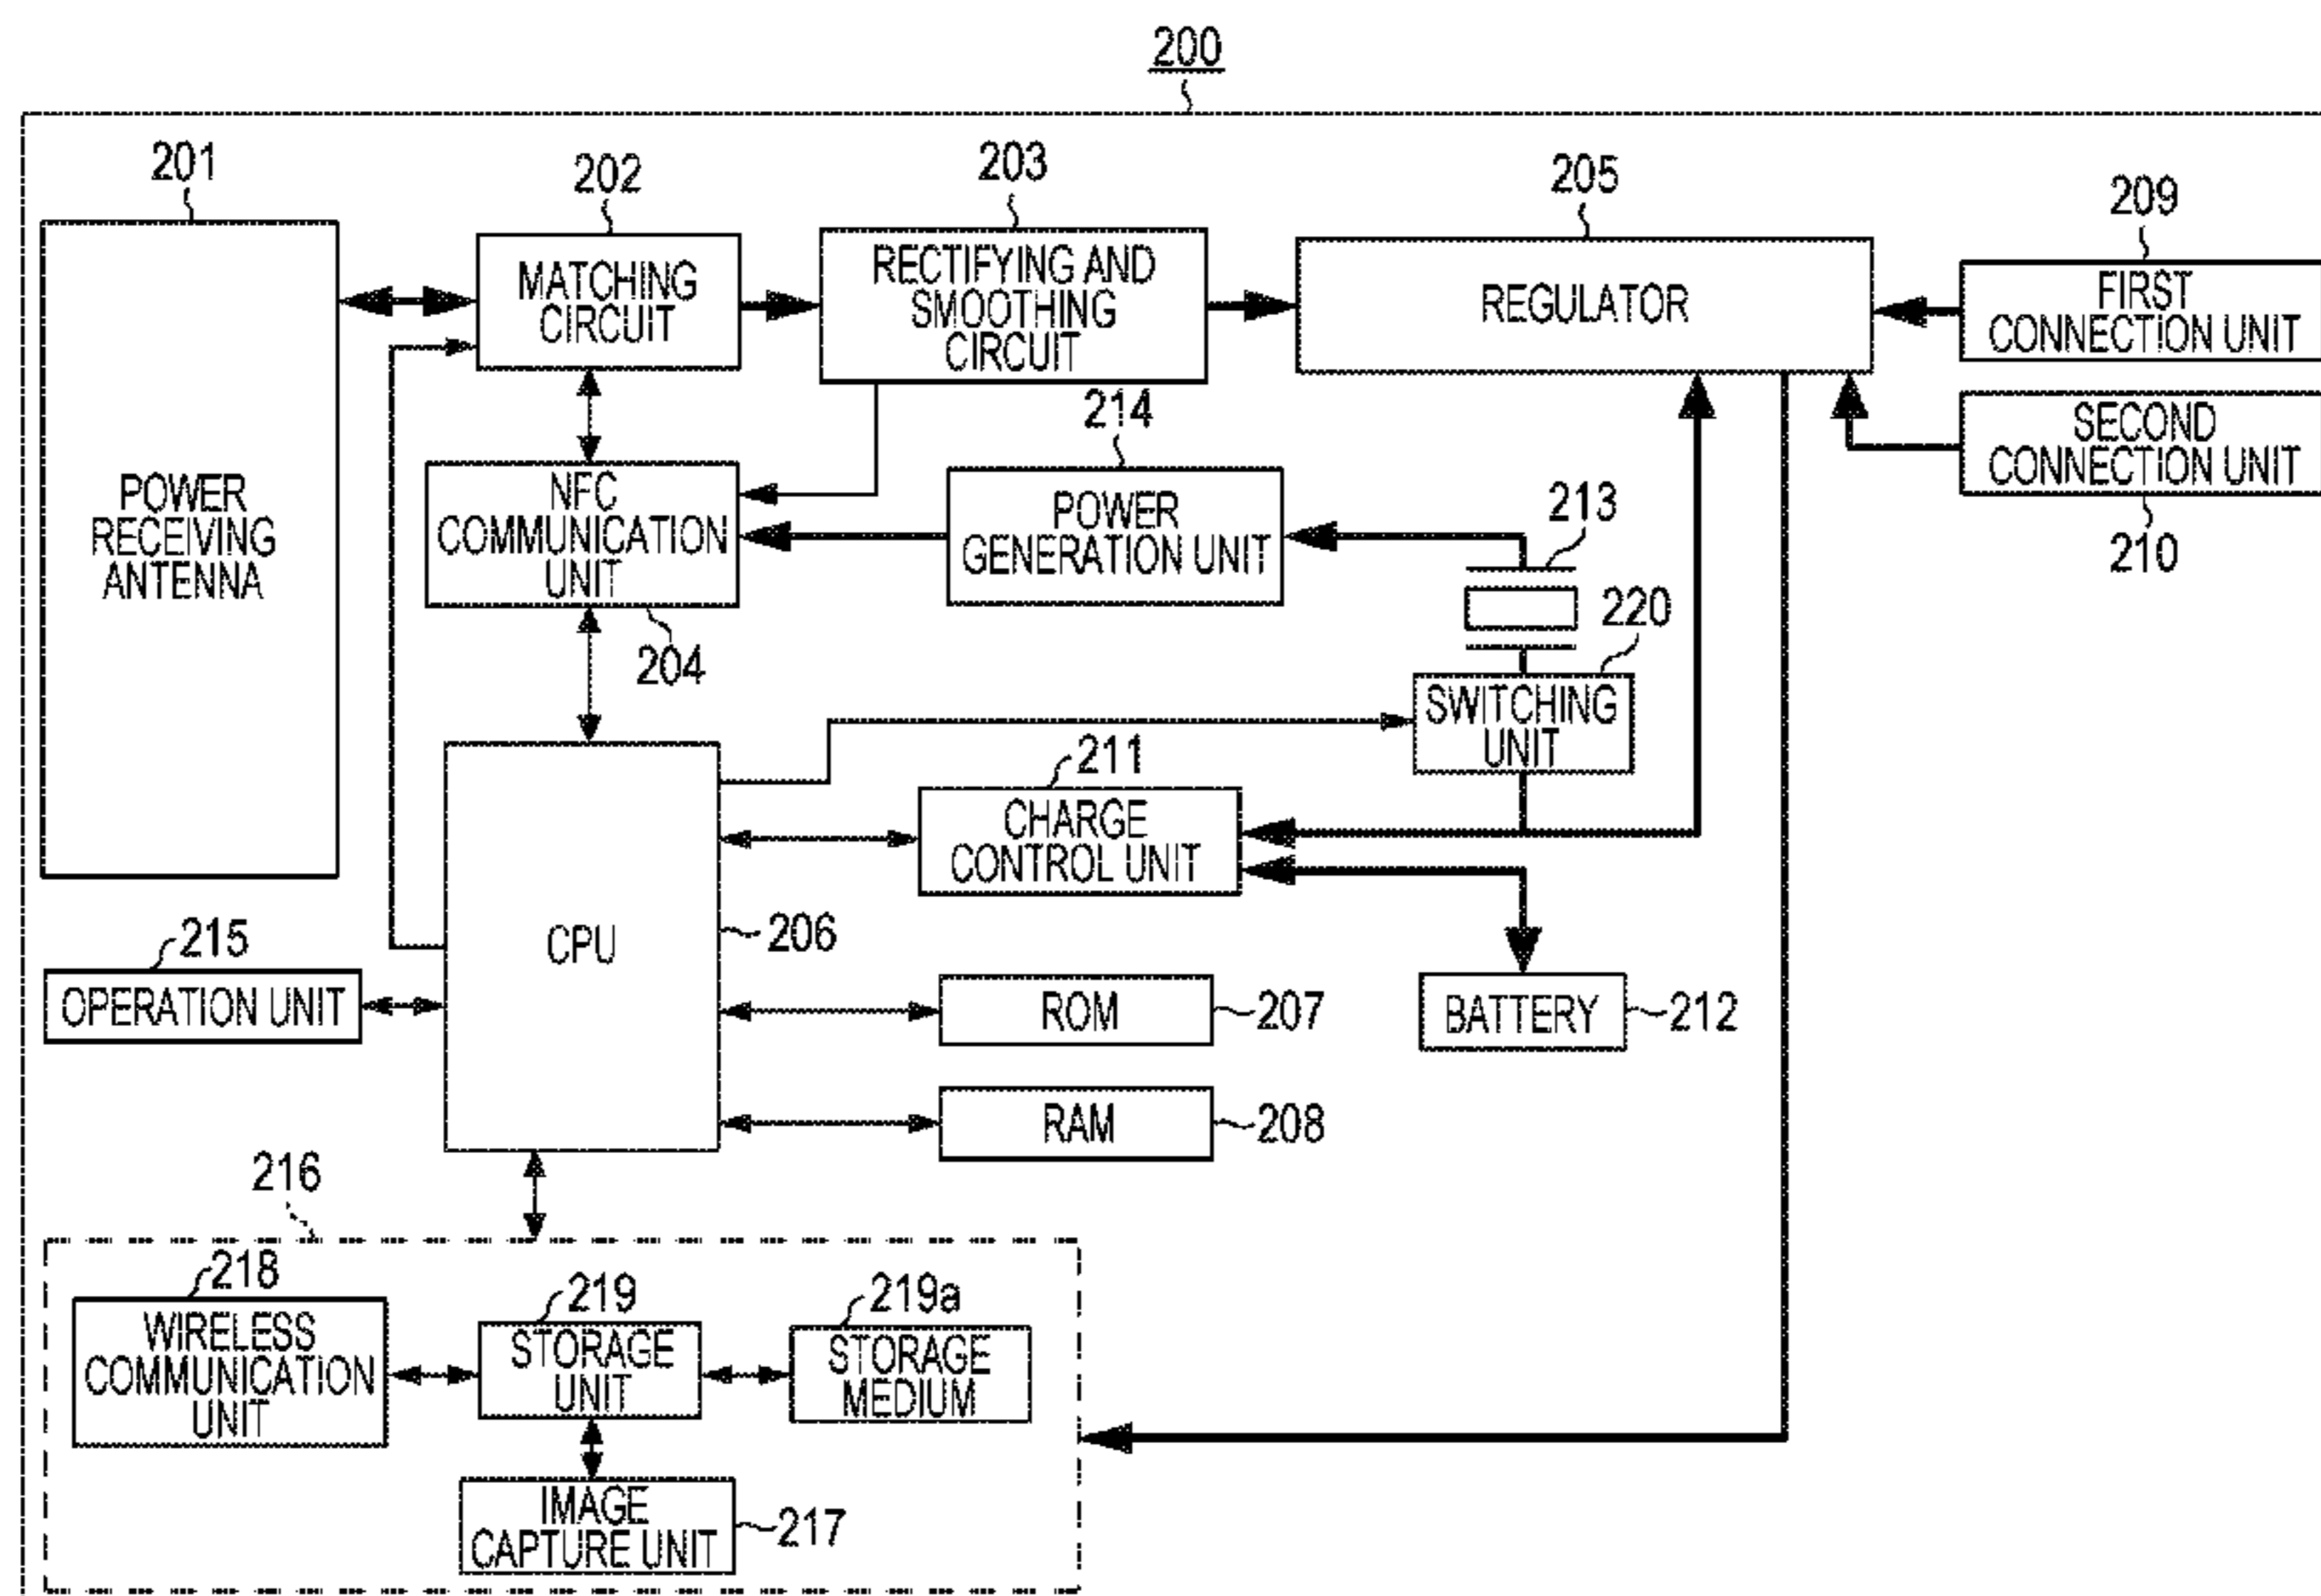 200
201
202
203
205
209
POWER
RECEIVING
ANTENNA
MATCHING
CIRCUIT
RECTIFYING AND
SMOOTHING
CIRCUIT
REGULATOR
FIRST
CONNECTION UNIT
SECOND
CONNECTION UNIT
210
214
NFC
COMMUNICATION
UNIT
204
POWER
GENERATION UNIT
213
220
SWITCHING
UNIT
211
CHARGE
CONTROL UNIT
CPU
206
215
OPERATION UNIT
ROM
207
BATTERY
212
RAM
208
216
218
WIRELESS
COMMUNICATION
UNIT
219
STORAGE
UNIT
219a
STORAGE
MEDIUM
IMAGE
CAPTURE UNIT
217